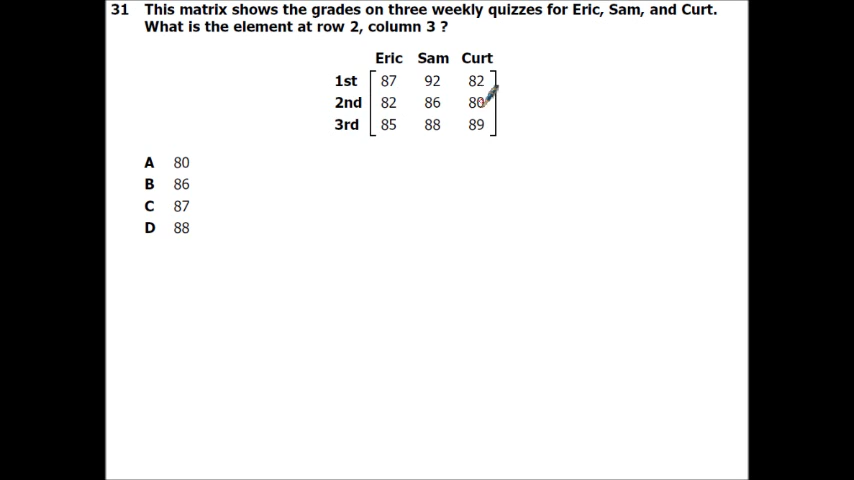 31 This matrix shows the grades on three weekly quizzes for Eric, Sam, and Curt.
What is the element at row 2, column 3 ?
Eric Sam Curt
1st 87 92 82
2nd 82 86 80
3rd 85 88 89
A 80
B 86
C 87
D 88